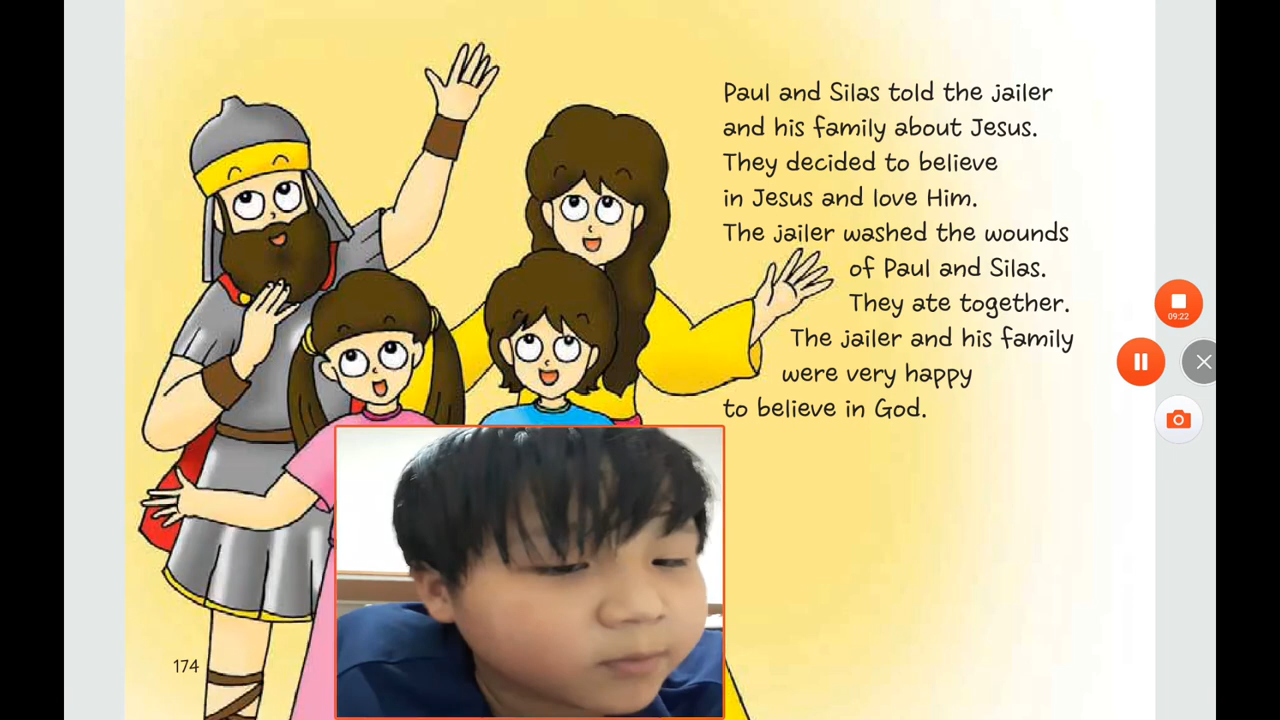 Paul and Silas told the jailer
and his family about Jesus.
They decided to believe
in Jesus and love Him.
The jailer washed the wounds
of Paul and Silas.
They ate together.
The jailer and his family
were very happy
to believe in God.
09:22
174